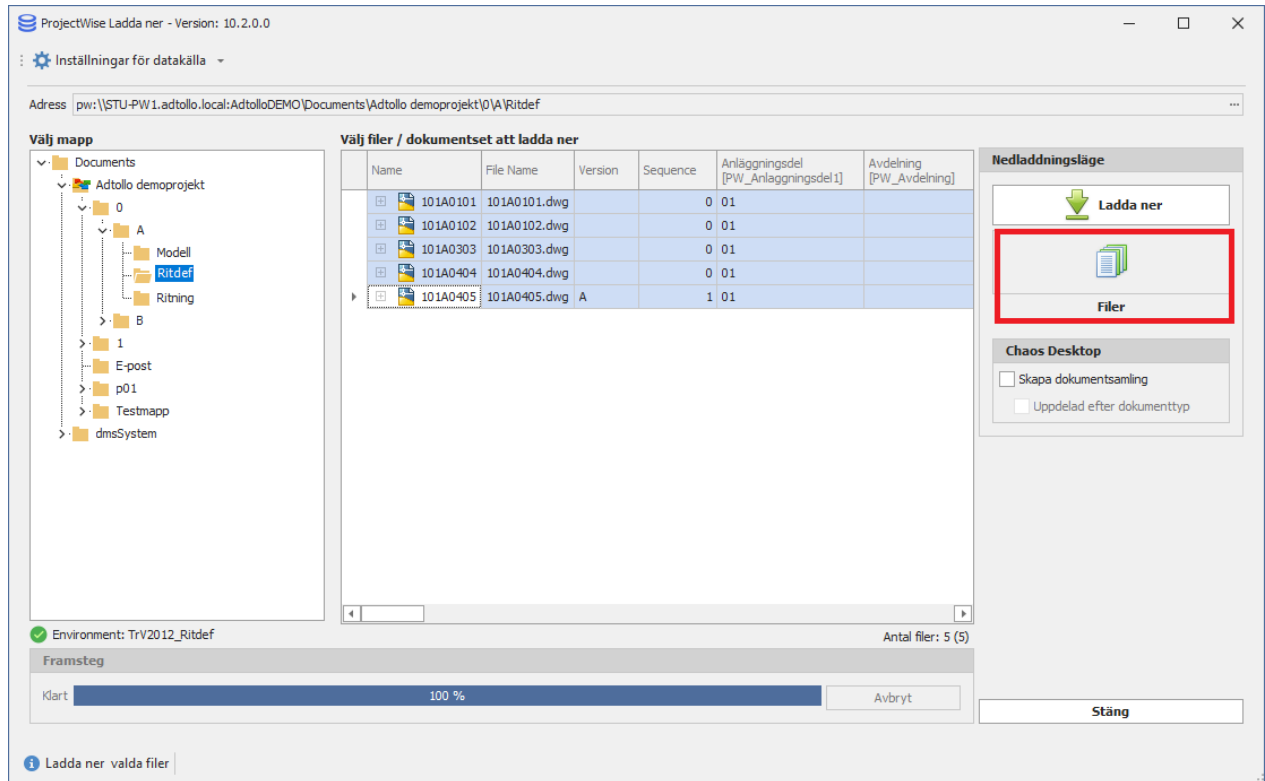 ProjectWise Ladda ner - Version: 10.2.0.0
Inställningar för datakälla
Adress pw:\\STU-PW1.adtollo.local:AdtolloDEMO\Documents\Adtollo demoprojekt\0\A\Ritdef ...
Välj mapp
Documents
Adtollo demoprojekt
0
A
Modell
Ritdef
Ritning
B
1
E-post
p01
Testmapp
dmsSystem
Environment: TrV2012_Ritdef
Välj filer / dokumentset att ladda ner
Name File Name Version Sequence Anläggningsdel [PW_Anlaggningsdel1] Avdelning [PW_Avdelning]
101A0101 101A0101.dwg 0 01
101A0102 101A0102.dwg 0 01
101A0303 101A0303.dwg 0 01
101A0404 101A0404.dwg 0 01
101A0405 101A0405.dwg A 1 01
Antal filer: 5 (5)
Nedladdningsläge
Ladda ner
Filer
Chaos Desktop
Skapa dokumentsamling
Uppdelad efter dokumenttyp
Framsteg
Klart 100 % Avbryt
Stäng
Ladda ner valda filer